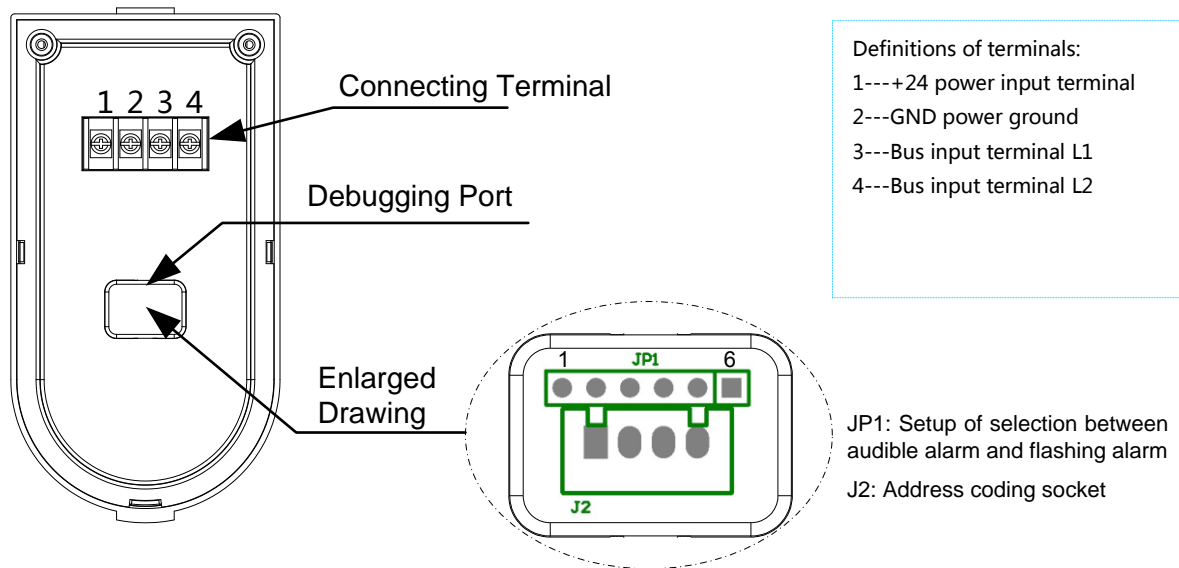 1 2 3 4
Connecting Terminal
Debugging Port
Enlarged
Drawing
Definitions of terminals:
1---+24 power input terminal
2---GND power ground
3---Bus input terminal L1
4---Bus input terminal L2
1 JP1 6
J2
JP1: Setup of selection between
audible alarm and flashing alarm
J2: Address coding socket